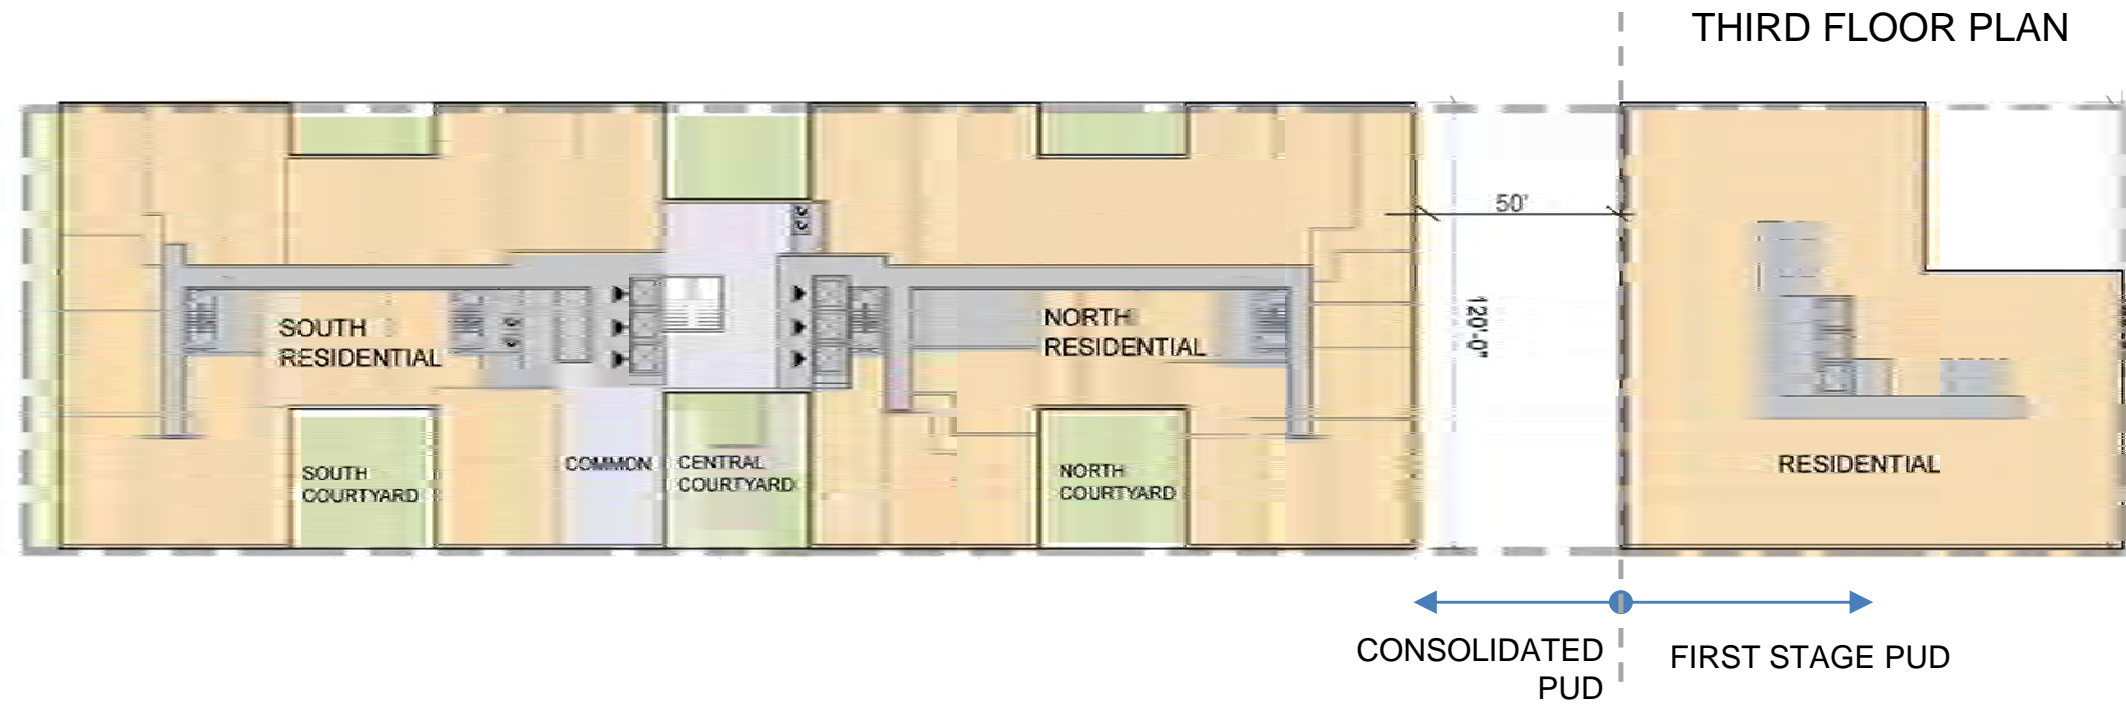 THIRD FLOOR PLAN
50'
120'-0"
SOUTH
RESIDENTIAL
NORTH
RESIDENTIAL
SOUTH
COURTYARD
COMMON
CENTRAL
COURTYARD
NORTH
COURTYARD
RESIDENTIAL
CONSOLIDATED
PUD
FIRST STAGE PUD